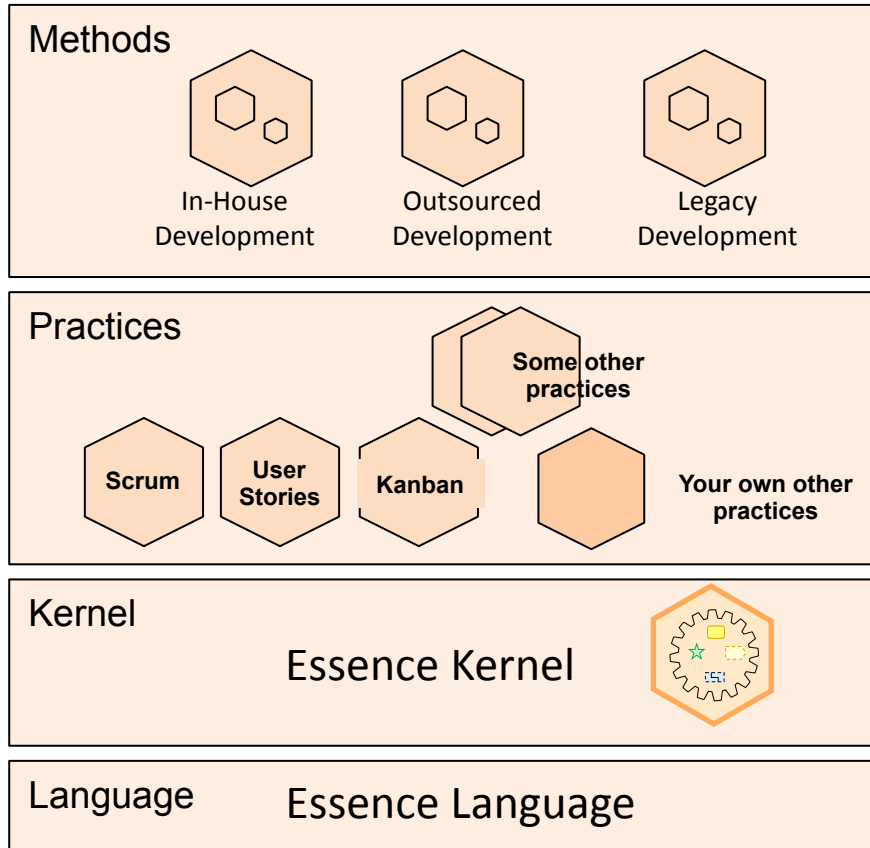 Methods
In-House
Development
Outsourced
Development
Legacy
Development
Practices
Some other
practices
Scrum
User
Stories
Kanban
Your own other
practices
Kernel
Essence Kernel
Language
Essence Language